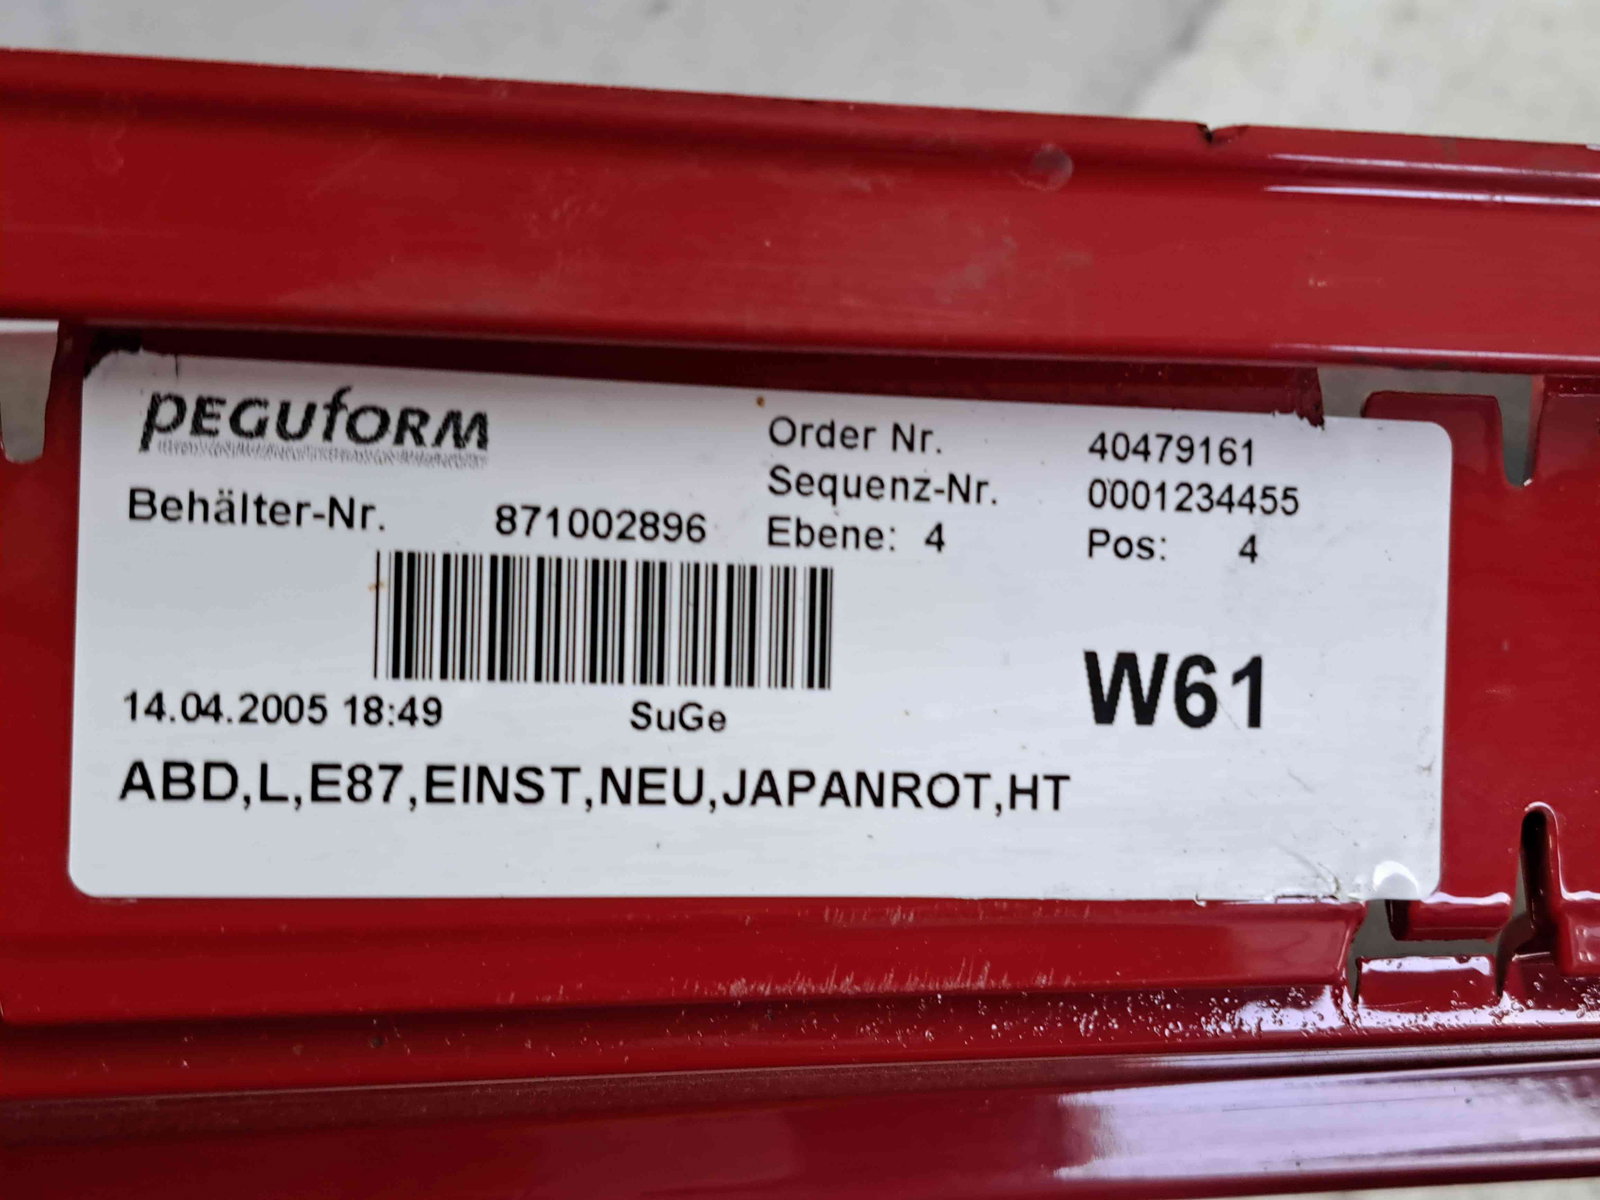 PEGUFORM
Order Nr. 40479161
Sequenz-Nr. 0001234455
Behälter-Nr. 871002896
Ebene: 4 Pos: 4
W61
14.04.2005 18:49 SuGe
ABD,L,E87,EINST,NEU,JAPANROT,HT